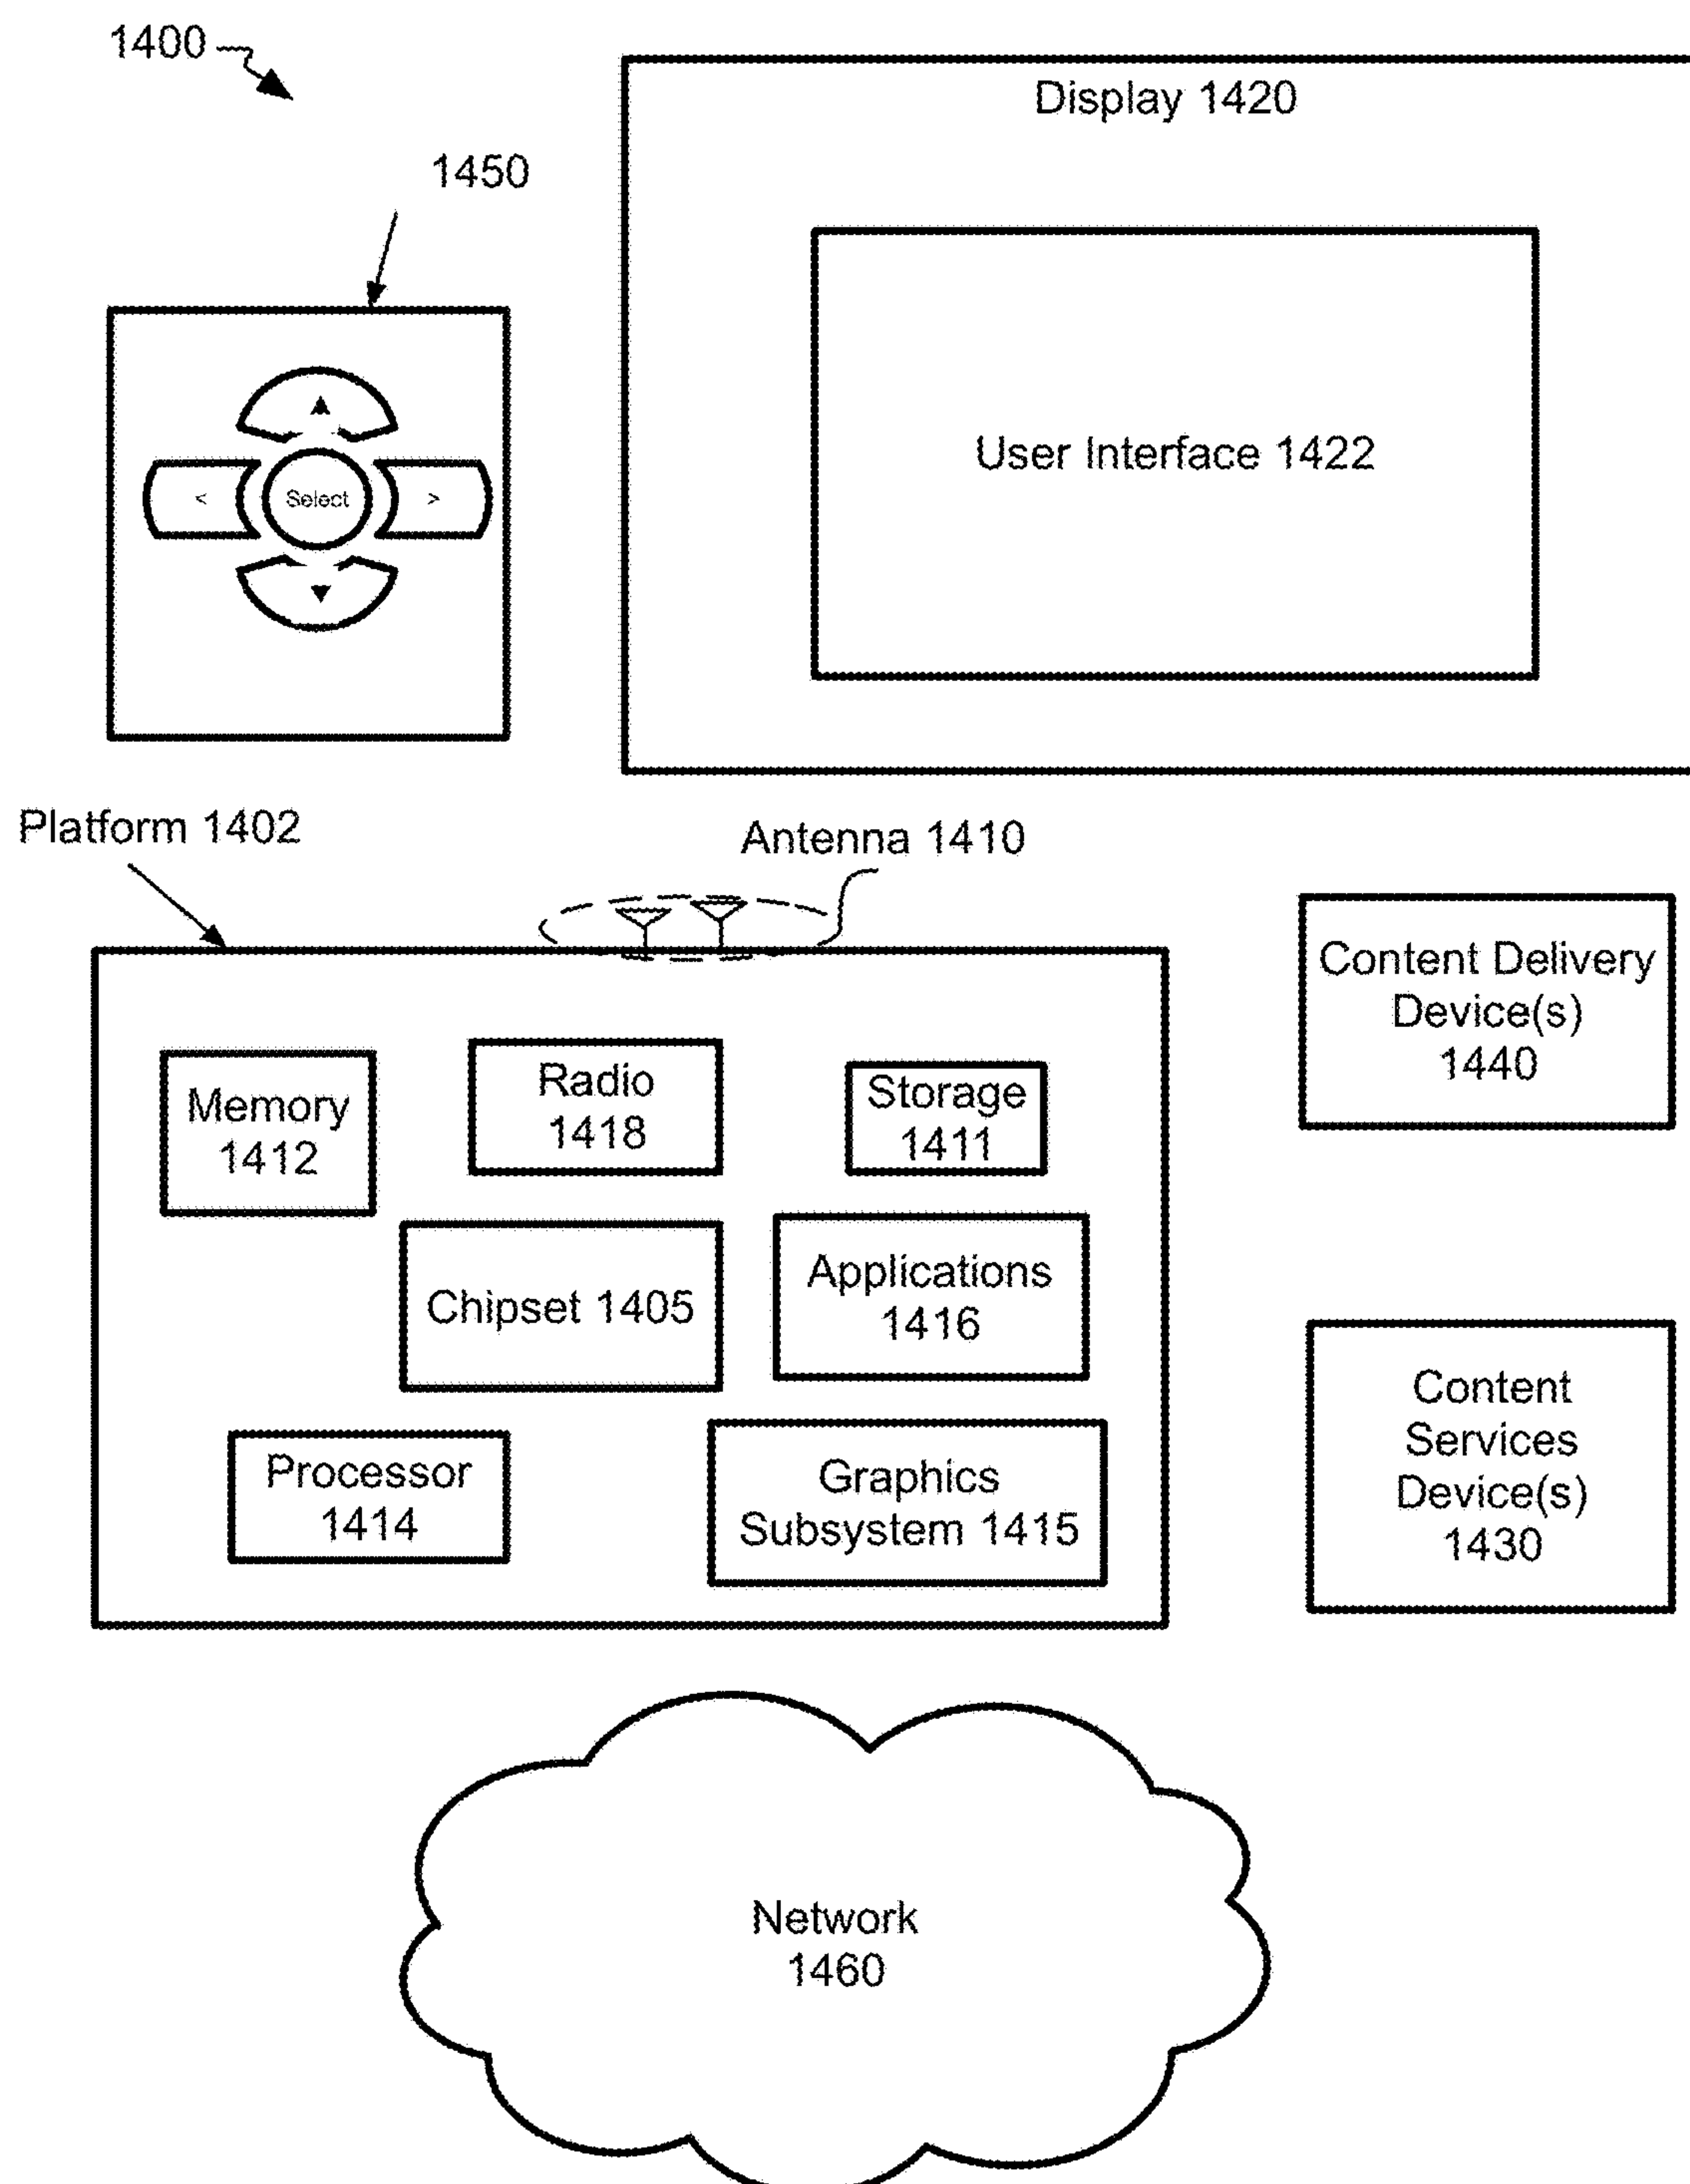 1400
Display 1420
1450
User Interface 1422
<
Select
>
Platform 1402
Antenna 1410
Content Delivery
Device(s)
1440
Memory
1412
Radio
1418
Storage
1411
Chipset 1405
Applications
1416
Content
Services
Device(s)
1430
Processor
1414
Graphics
Subsystem 1415
Network
1460